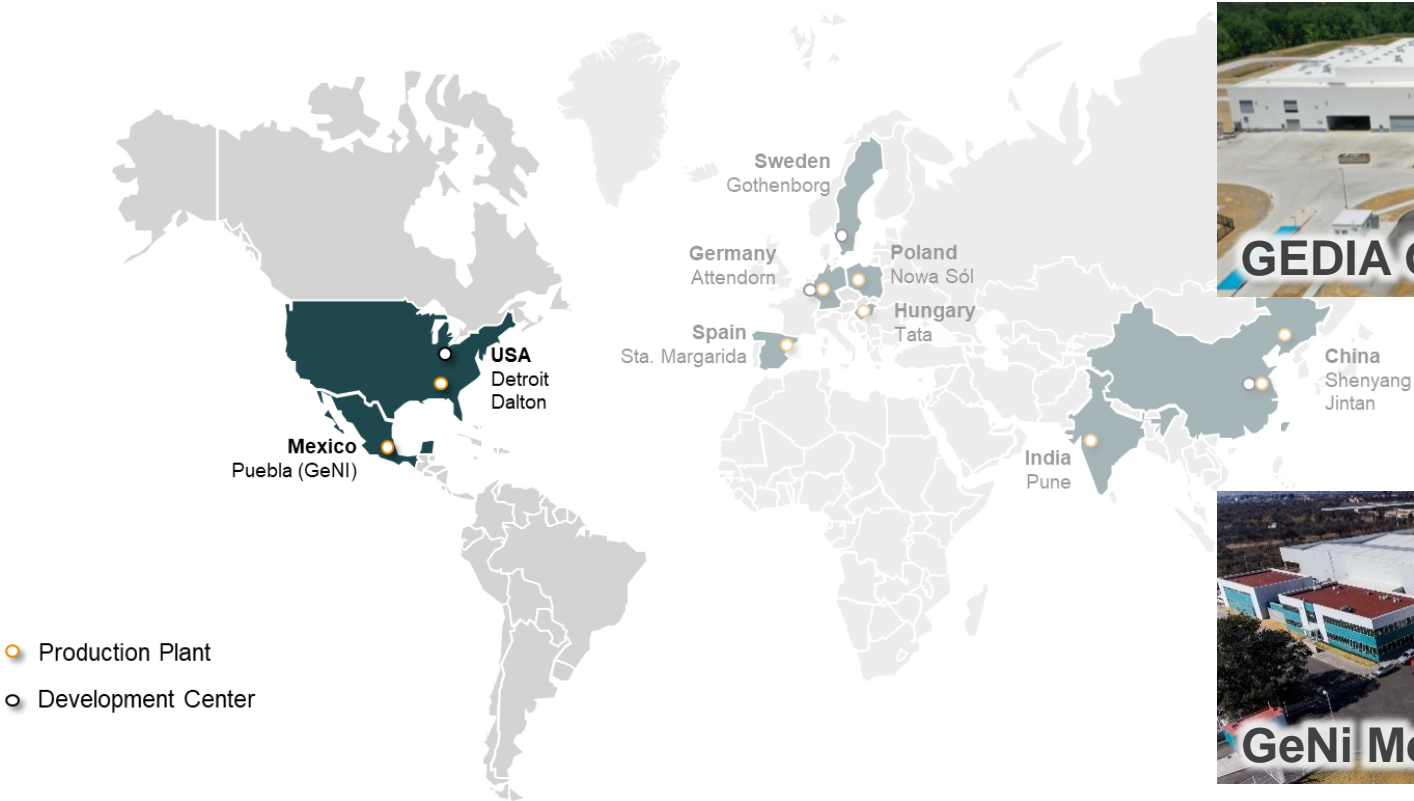 Sweden
Gothenborg
Germany
Attendorn
Poland
Nowa Sól
Hungary
Tata
Spain
Sta. Margarida
USA
Detroit
Dalton
Mexico
Puebla (GeNI)
China
Shenyang
Jintan
India
Pune
Production Plant
Development Center
GEDIA
GeNi